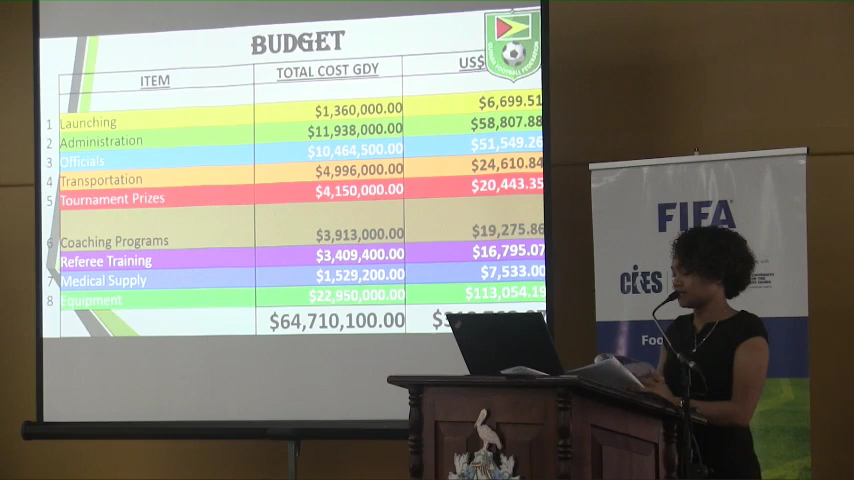 BUDGET
ITEM TOTAL COST GDY US$
1 Launching $1,360,000.00 $6,699.51
2 Administration $11,938,000.00 $58,807.88
3 Officials $10,464,500.00 $51,549.26
4 Transportation $4,996,000.00 $24,610.84
5 Tournament Prizes $4,150,000.00 $20,443.35
6 Coaching Programs $3,913,000.00 $19,275.86
Referee Training $3,409,400.00 $16,795.07
7 Medical Supply $1,529,200.00 $7,533.00
8 Equipment $22,950,000.00 $113,054.19
$64,710,100.00
FIFA
CIES
Foo